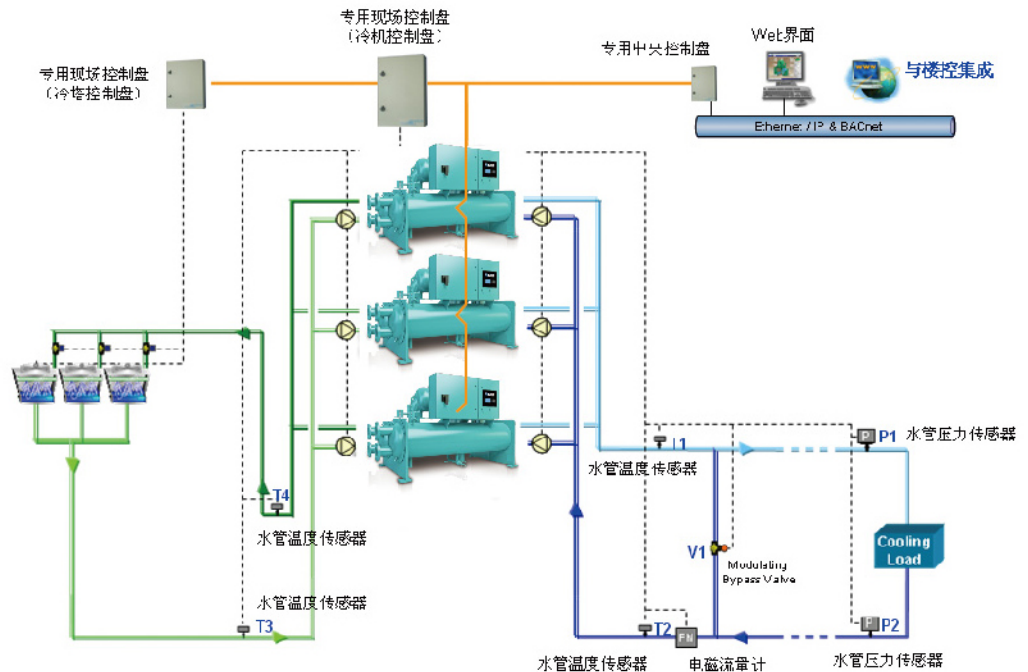 专用现场控制盘
（冷机控制盘）
专用现场控制盘
（冷塔控制盘）
专用中央控制盘
Web界面
与楼控集成
Ethernet / IP & BACnet
T1
水管温度传感器
P
P1
水管压力传感器
T4
水管温度传感器
V1
Modulating
Bypass Valve
Cooling
Load
水管温度传感器
T3
T2
FN
P
P2
水管温度传感器
电磁流量计
水管压力传感器